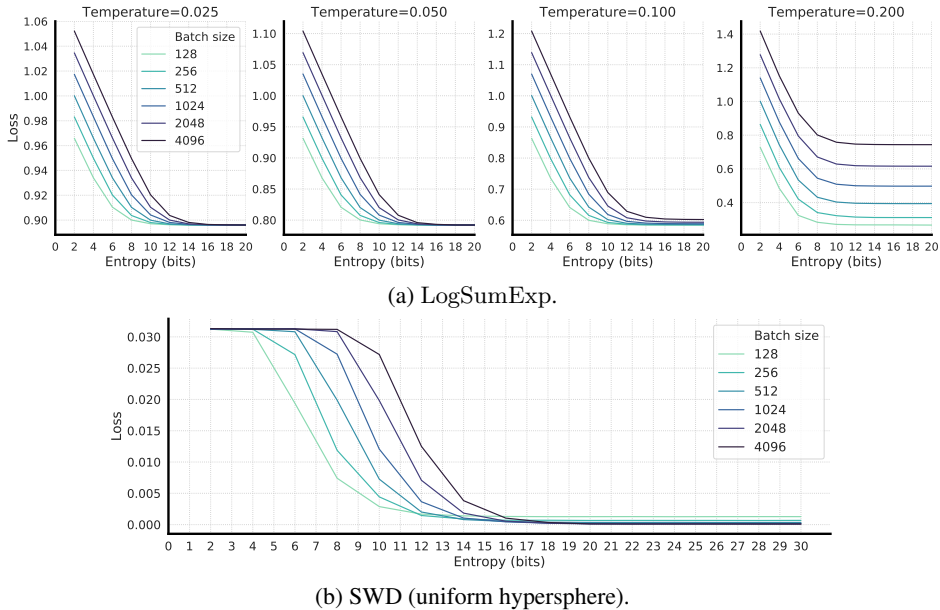 Temperature=0.025
Temperature=0.050
Temperature=0.100
Temperature=0.200
1.06
1.04
1.02
1.00
0.98
0.96
0.94
0.92
0.90
Loss
Batch size
128
256
512
1024
2048
4096
0 2 4 6 8 10 12 14 16 18 20
Entropy (bits)
1.10
1.05
1.00
0.95
0.90
0.85
0.80
0 2 4 6 8 10 12 14 16 18 20
Entropy (bits)
1.2
1.1
1.0
0.9
0.8
0.7
0.6
0 2 4 6 8 10 12 14 16 18 20
Entropy (bits)
1.4
1.2
1.0
0.8
0.6
0.4
0 2 4 6 8 10 12 14 16 18 20
Entropy (bits)
(a) LogSumExp.
0.030
0.025
0.020
0.015
0.010
0.005
0.000
Loss
Batch size
128
256
512
1024
2048
4096
0 1 2 3 4 5 6 7 8 9 10 11 12 13 14 15 16 17 18 19 20 21 22 23 24 25 26 27 28 29 30
Entropy (bits)
(b) SWD (uniform hypersphere).